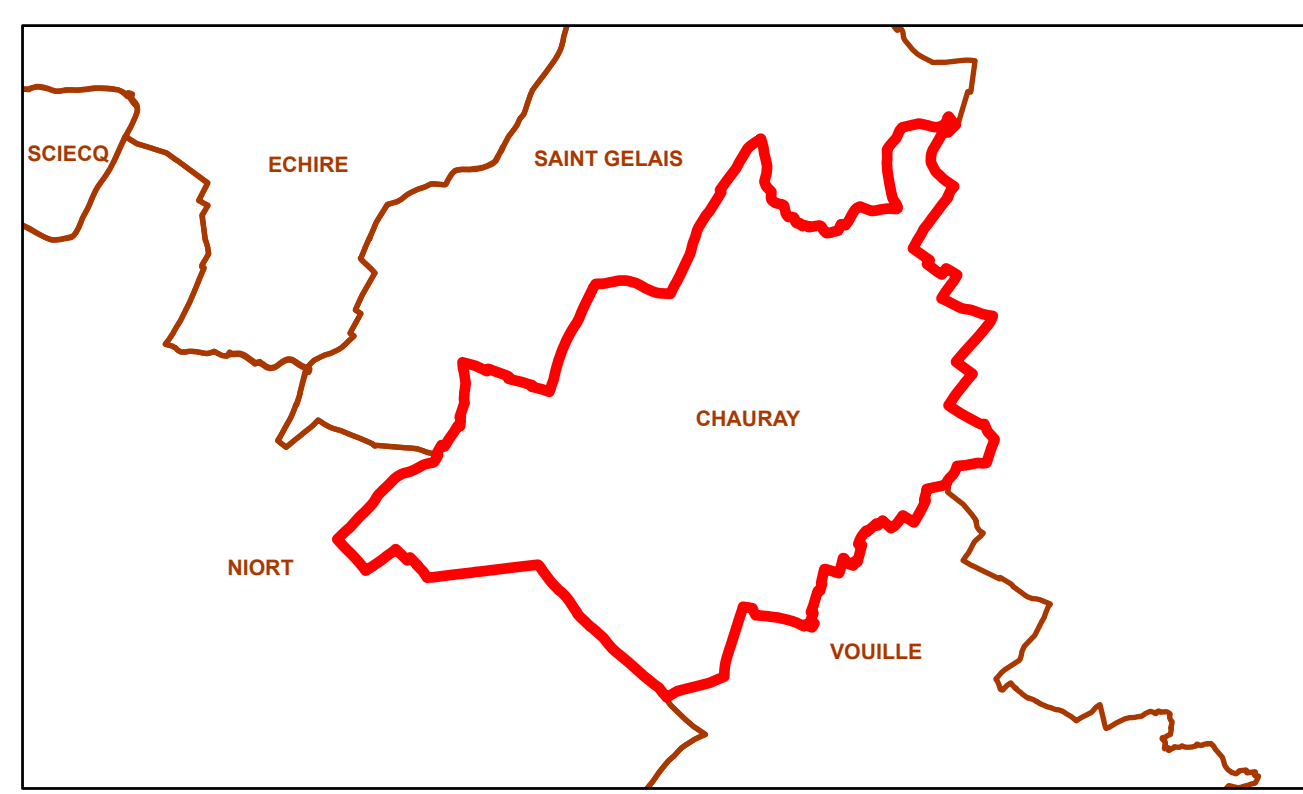 SCIECQ
ECHIRE
SAINT GELAIS
CHAURAY
NIORT
VOUILLE